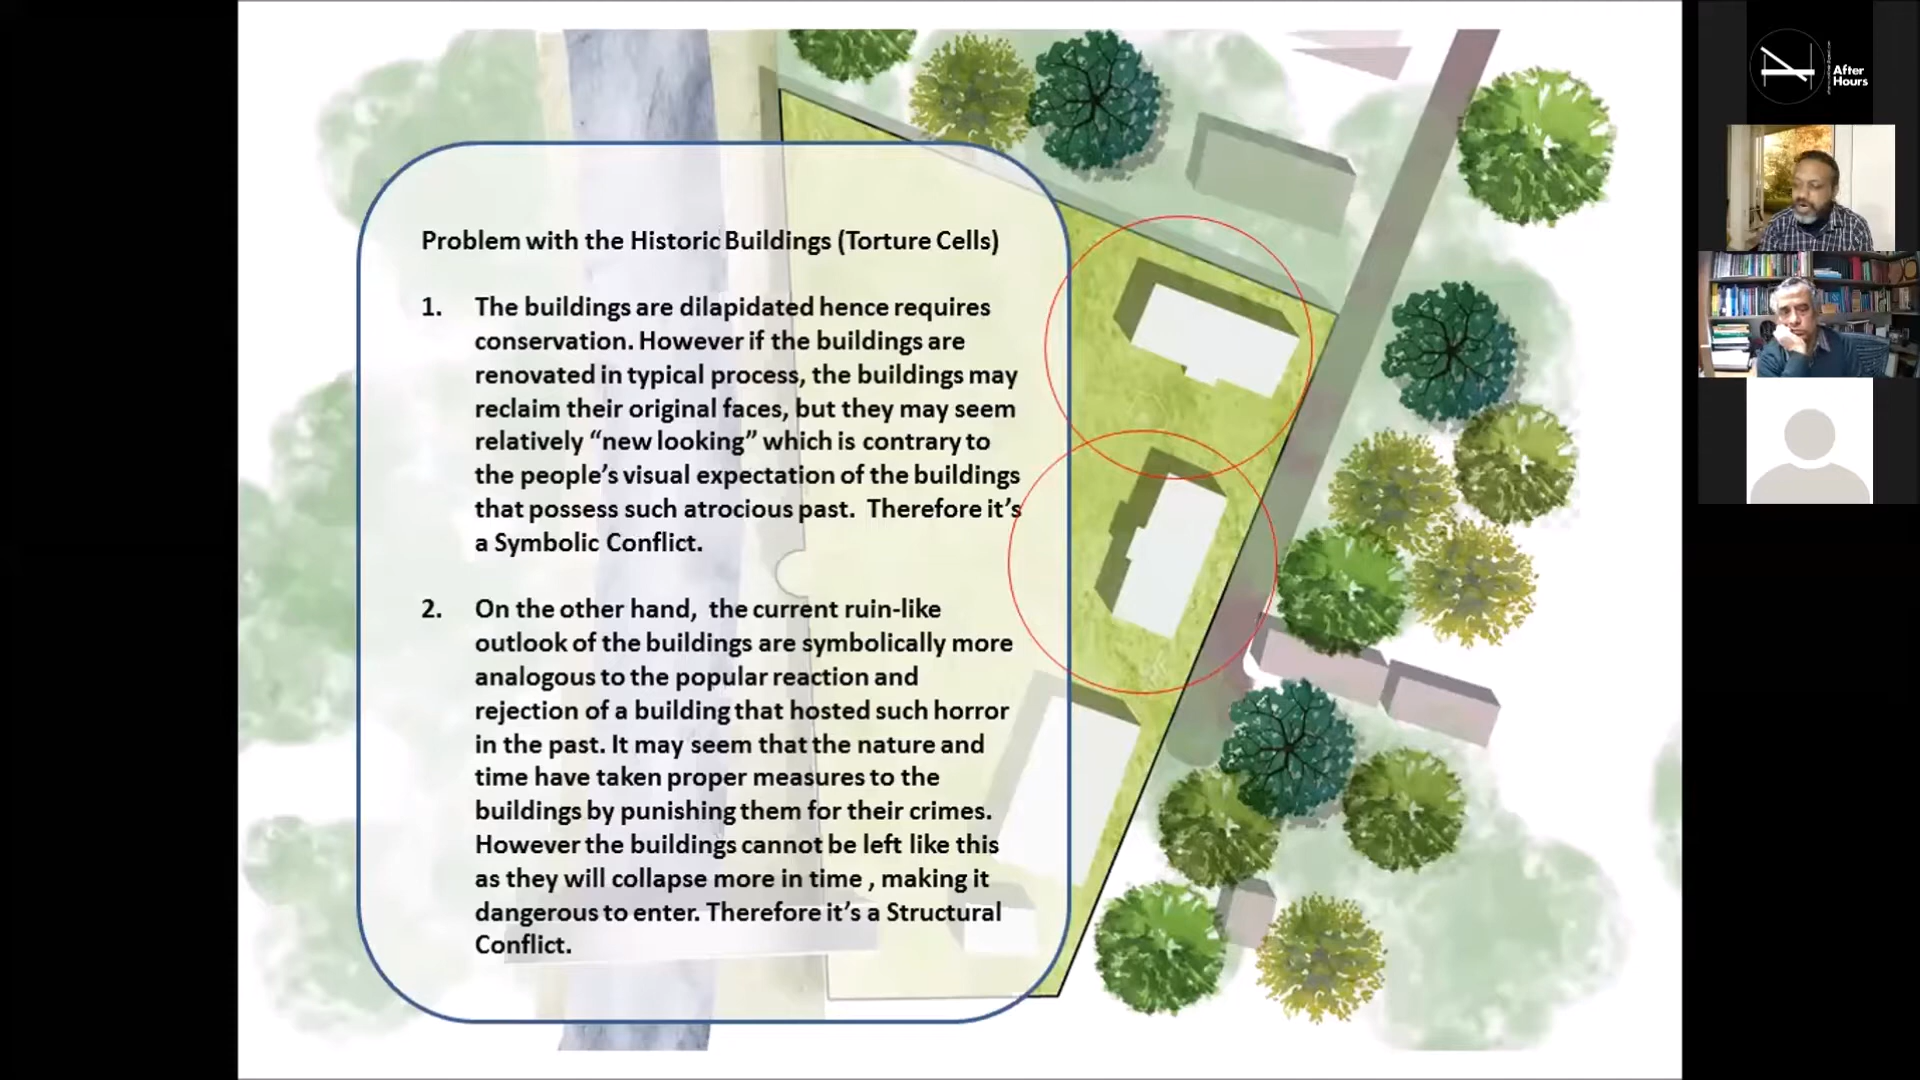 Problem with the Historic Buildings (Torture Cells)
1. The buildings are dilapidated hence requires
conservation. However if the buildings are
renovated in typical process, the buildings may
reclaim their original faces, but they may seem
relatively “new looking” which is contrary to
the people’s visual expectation of the buildings
that possess such atrocious past. Therefore it’s
a Symbolic Conflict.
2. On the other hand, the current ruin-like
outlook of the buildings are symbolically more
analogous to the popular reaction and
rejection of a building that hosted such horror
in the past. It may seem that the nature and
time have taken proper measures to the
buildings by punishing them for their crimes.
However the buildings cannot be left like this
as they will collapse more in time , making it
dangerous to enter. Therefore it’s a Structural
Conflict.
After
Hours